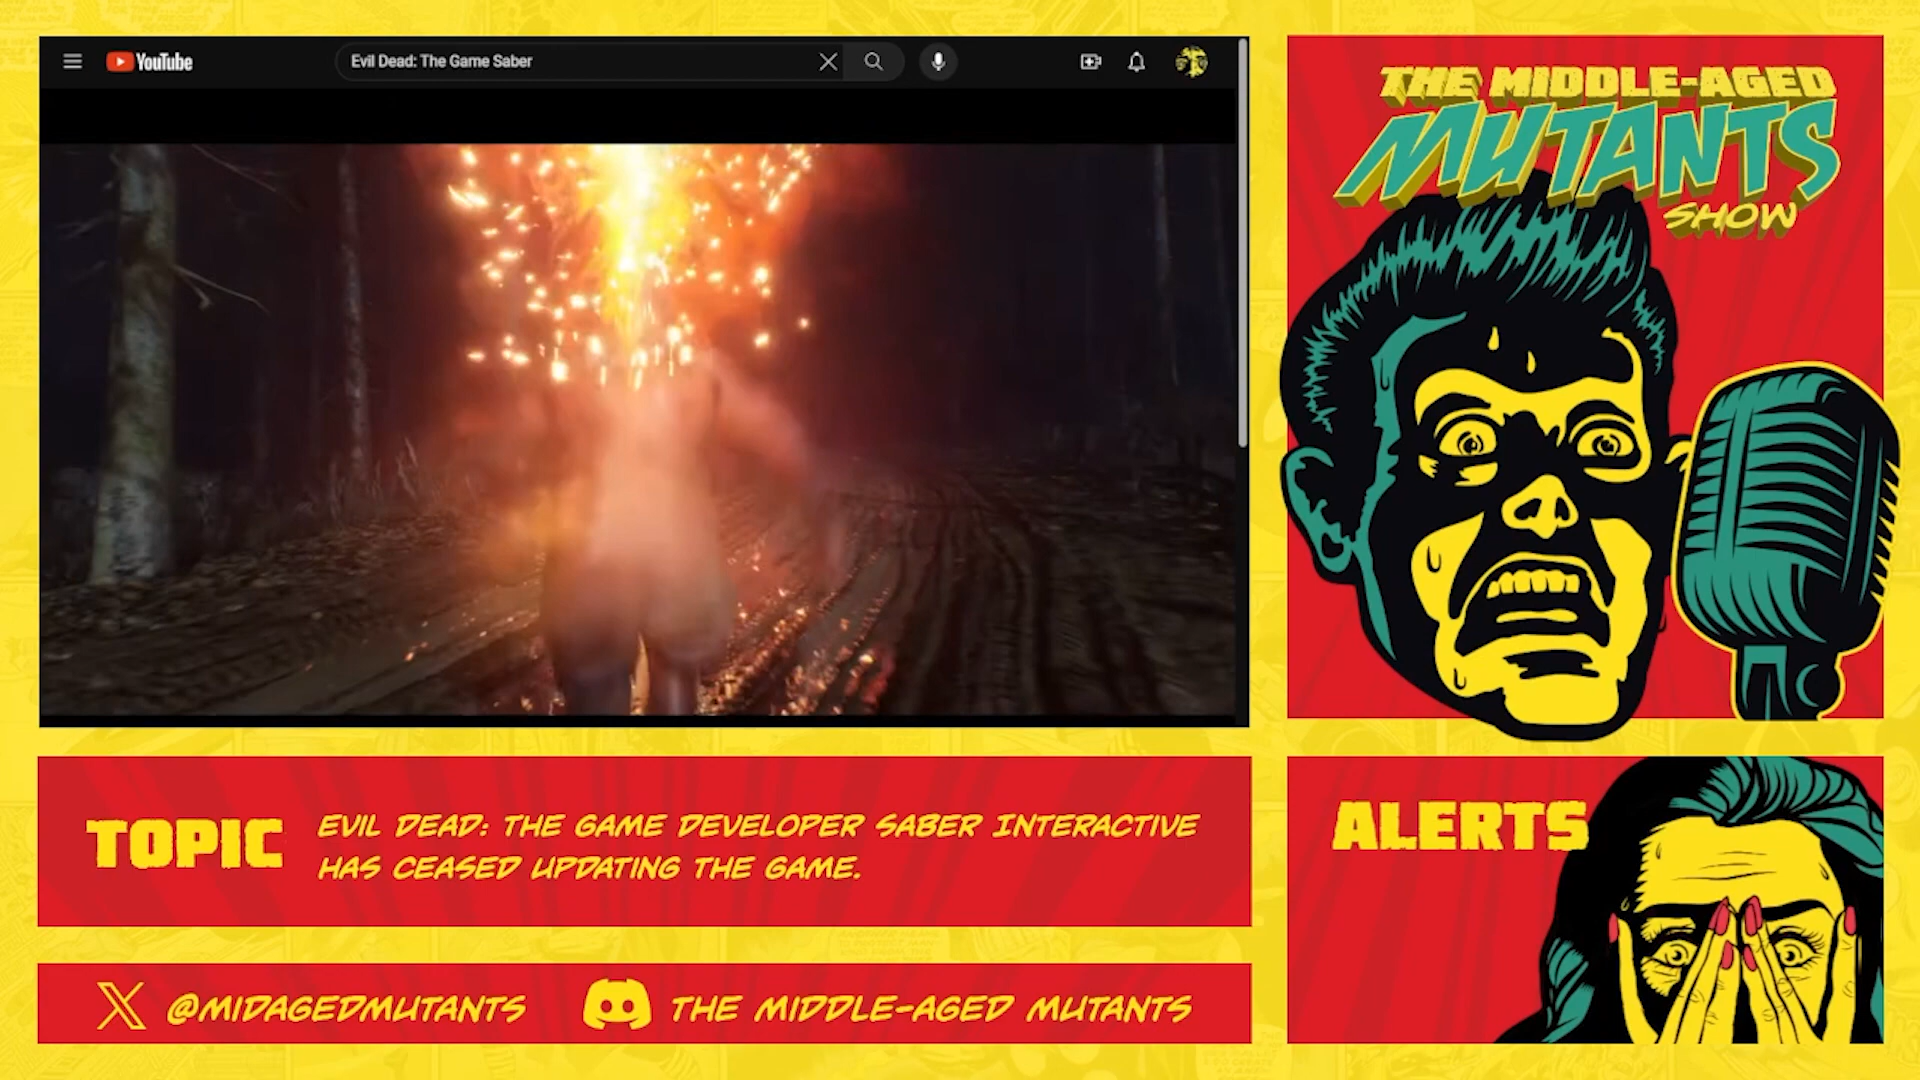 YouTube
Evil Dead: The Game Saber
THE MIDDLE-AGED
MUTANTS
SHOW
TOPIC
EVIL DEAD: THE GAME DEVELOPER SABER INTERACTIVE
HAS CEASED UPDATING THE GAME.
ALERTS
@MIDAGEDMUTANTS
THE MIDDLE-AGED MUTANTS